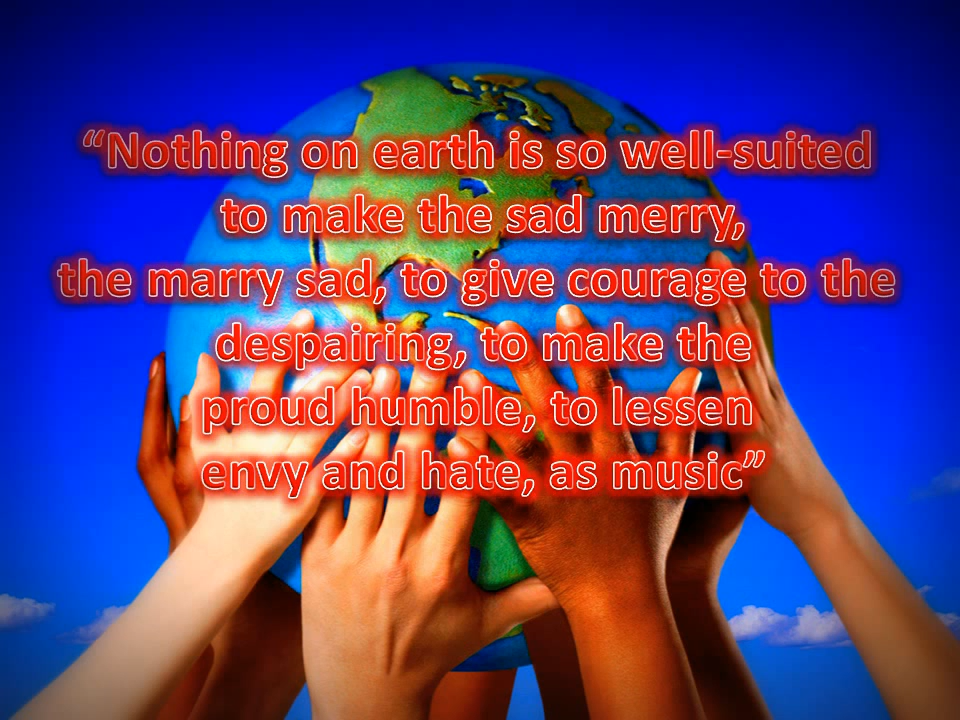 “Nothing on earth is so well-suited
to make the sad merry,
the marry sad, to give courage to the
despairing, to make the
proud humble, to lessen
envy and hate, as music”